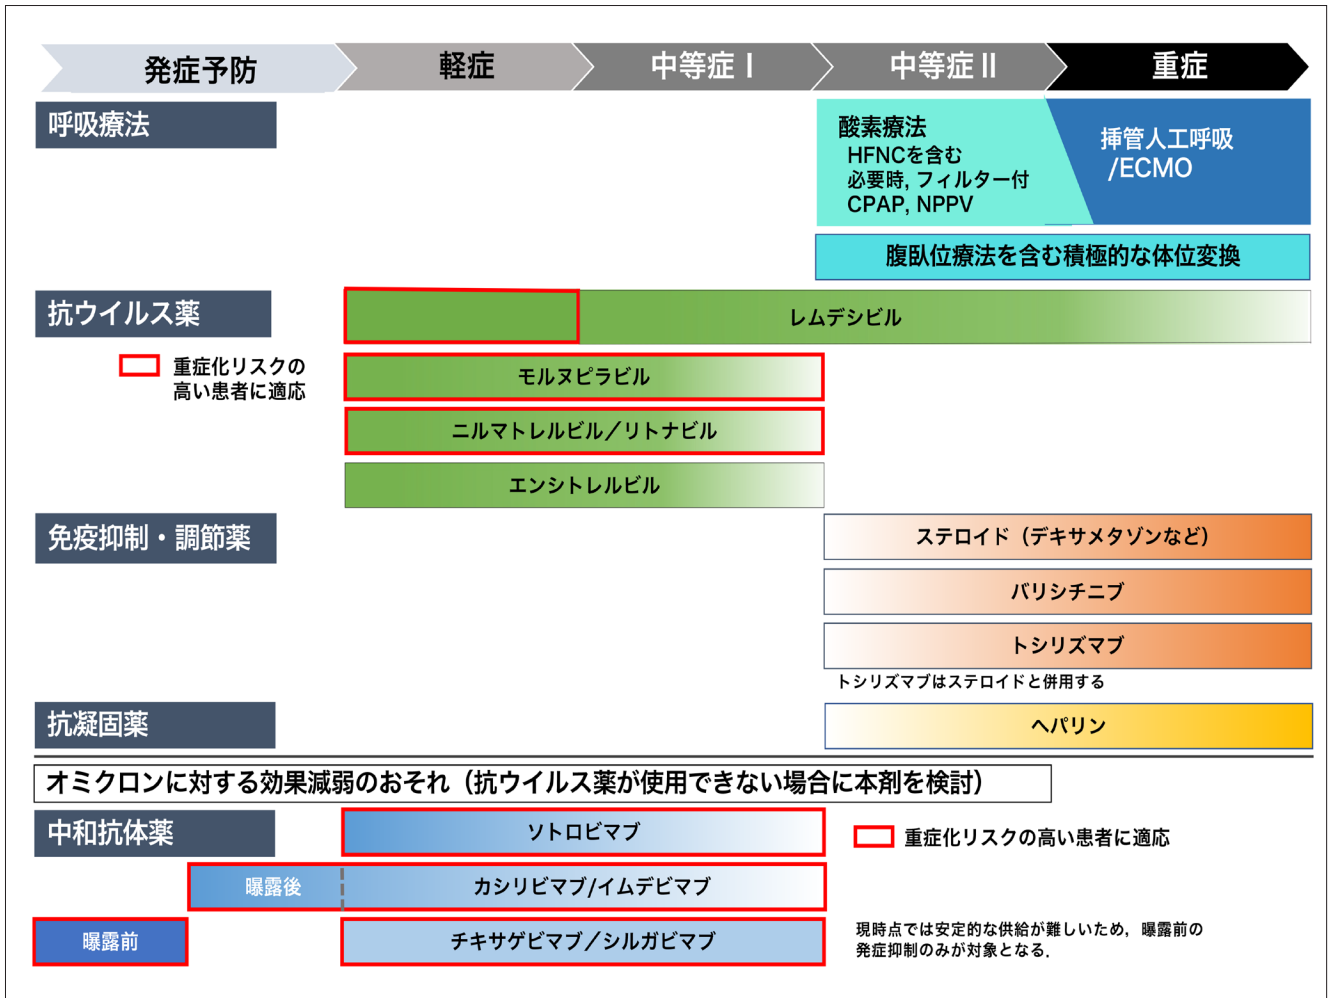 発症予防
軽症
中等症Ⅰ
中等症Ⅱ
重症
呼吸療法
酸素療法
HFNCを含む
必要時, フィルター付
CPAP, NPPV
挿管人工呼吸
/ECMO
腹臥位療法を含む積極的な体位変換
抗ウイルス薬
レムデシビル
重症化リスクの
高い患者に適応
モルヌピラビル
ニルマトレルビル／リトナビル
エンシトレルビル
免疫抑制・調節薬
ステロイド（デキサメタゾンなど）
バリシチニブ
トシリズマブ
トシリズマブはステロイドと併用する
抗凝固薬
ヘパリン
オミクロンに対する効果減弱のおそれ（抗ウイルス薬が使用できない場合に本剤を検討）
中和抗体薬
ソトロビマブ
重症化リスクの高い患者に適応
曝露後
カシリビマブ/イムデビマブ
曝露前
チキサゲビマブ／シルガビマブ
現時点では安定的な供給が難しいため，曝露前の
発症抑制のみが対象となる．